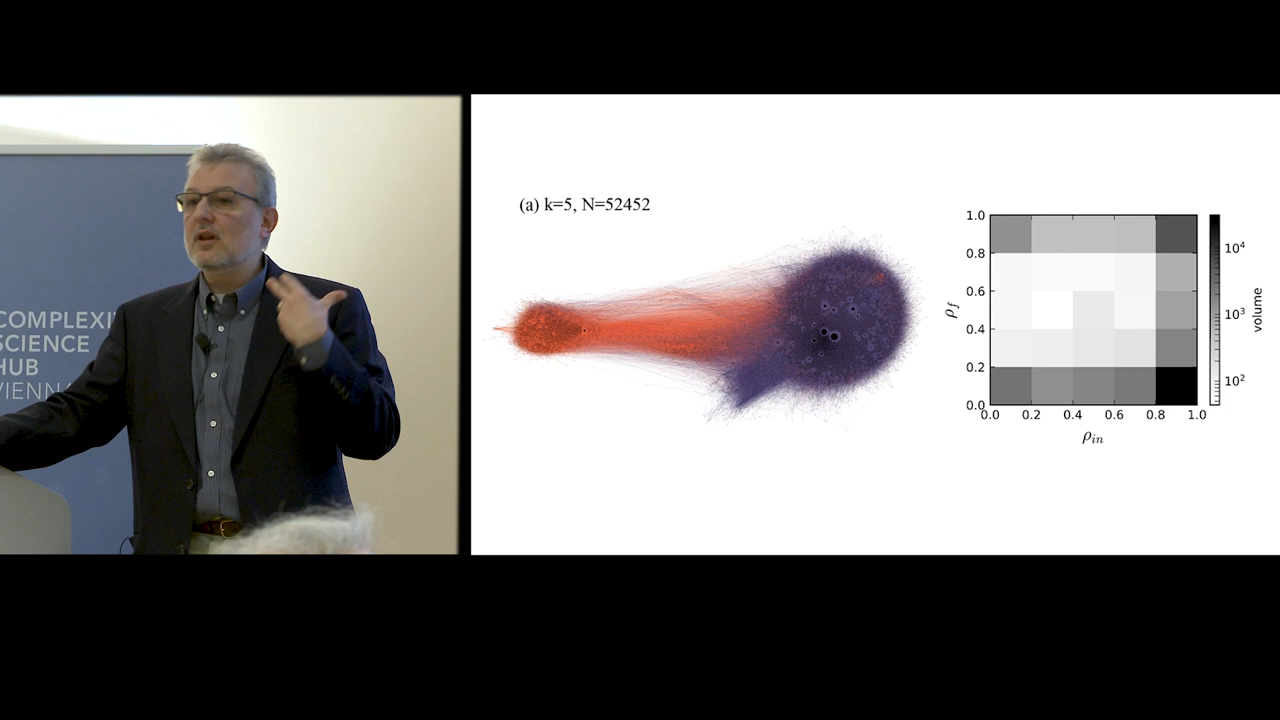 COMPLEXI
SCIENCE
HUB
VIENNA
(a) k=5, N=52452
1.0
0.8
0.6
0.4
0.2
0.0
ρf
0.0 0.2 0.4 0.6 0.8 1.0
ρin
10⁴
10³
10²
volume